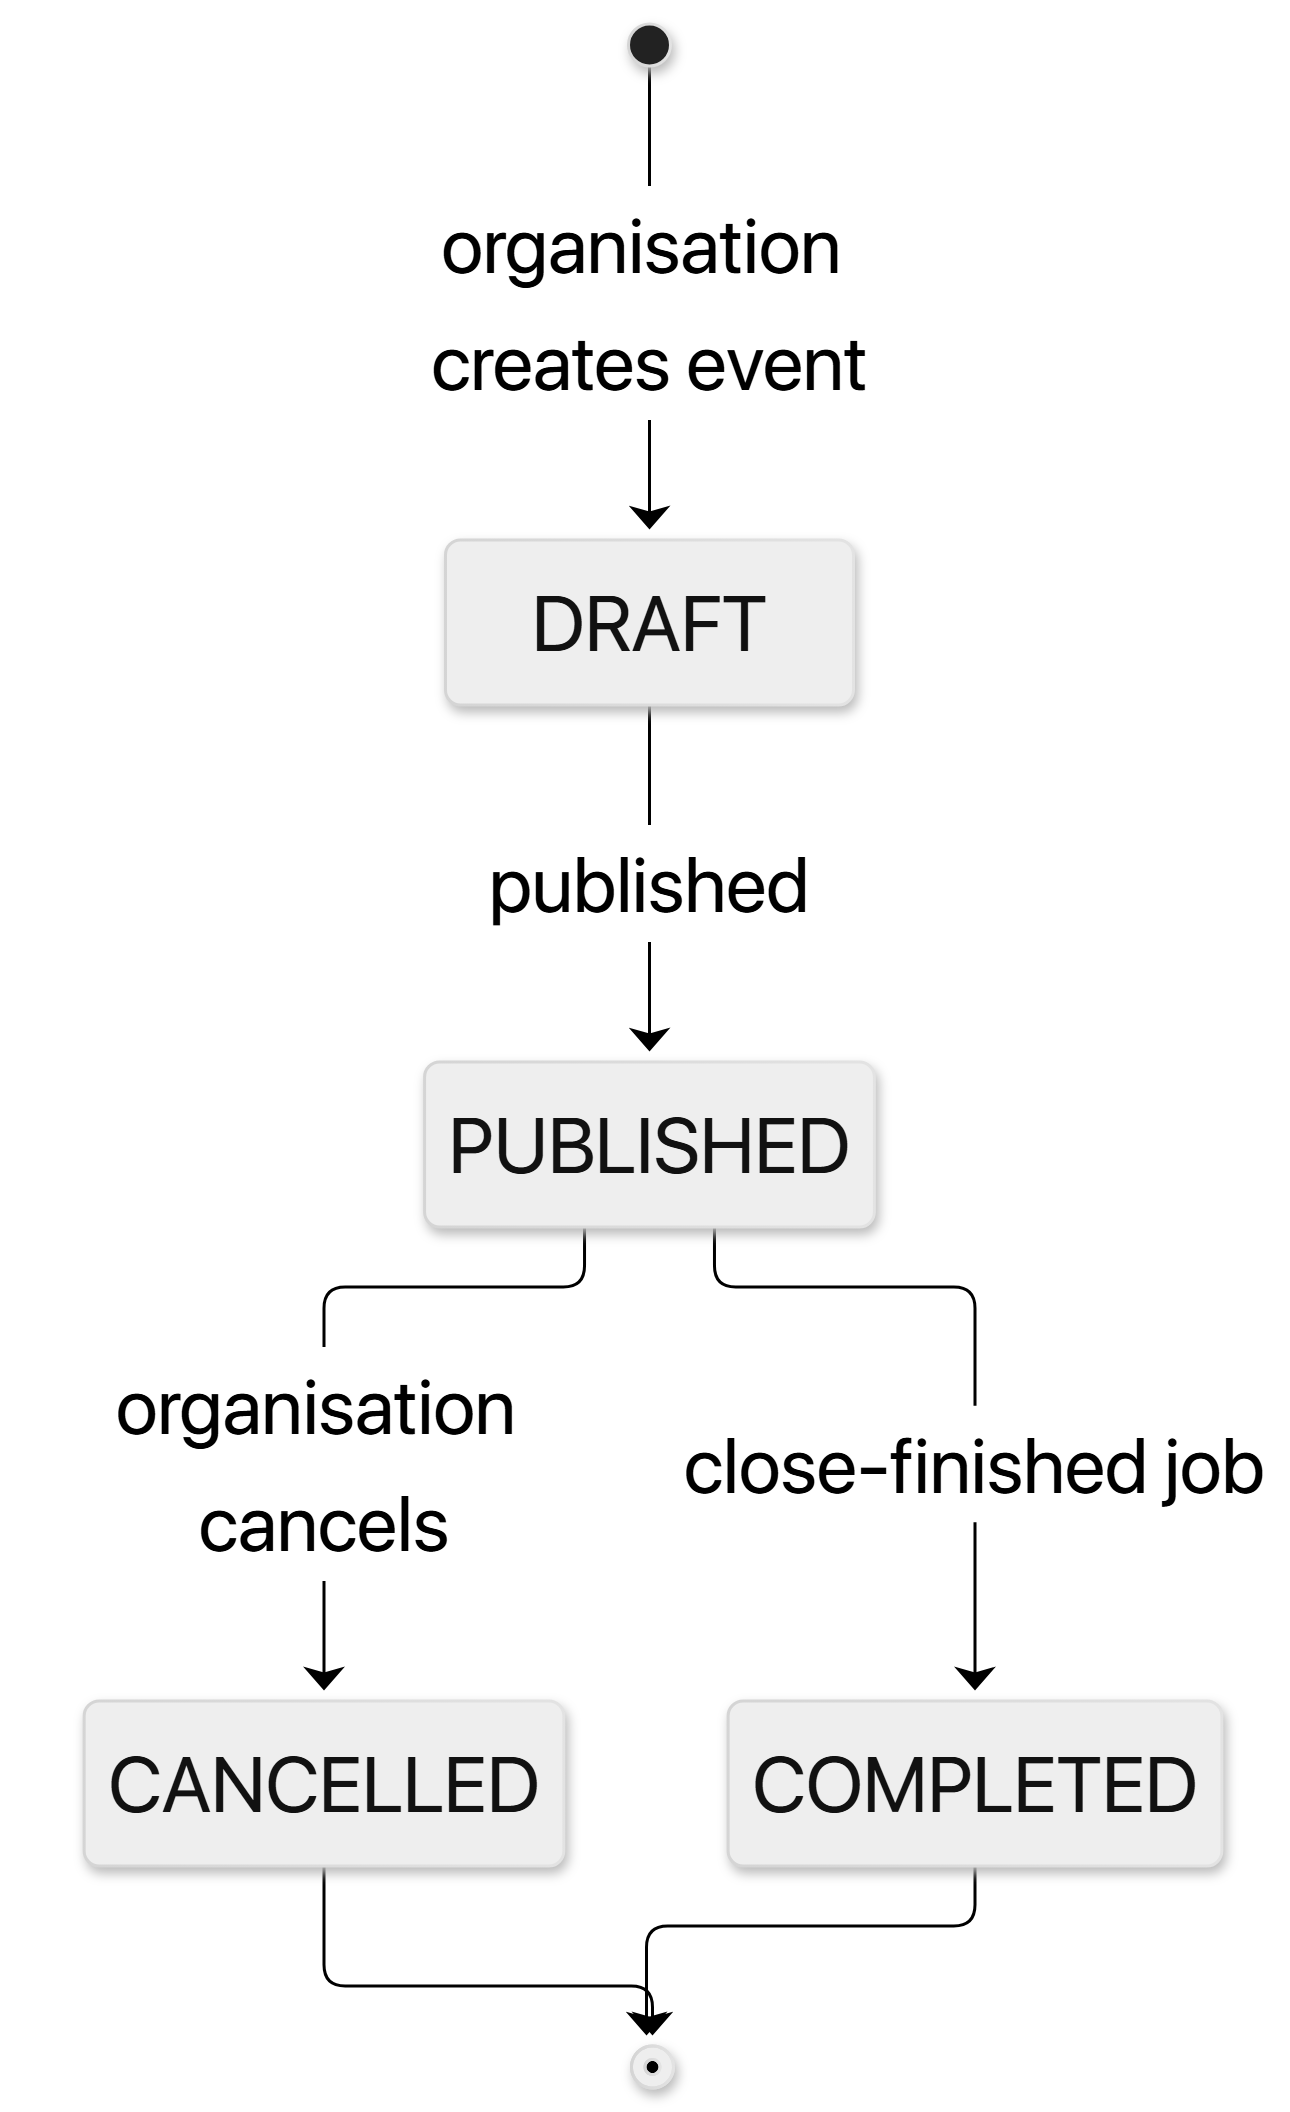 organisation
creates event
DRAFT
published
PUBLISHED
organisation
cancels
close-finished job
CANCELLED
COMPLETED